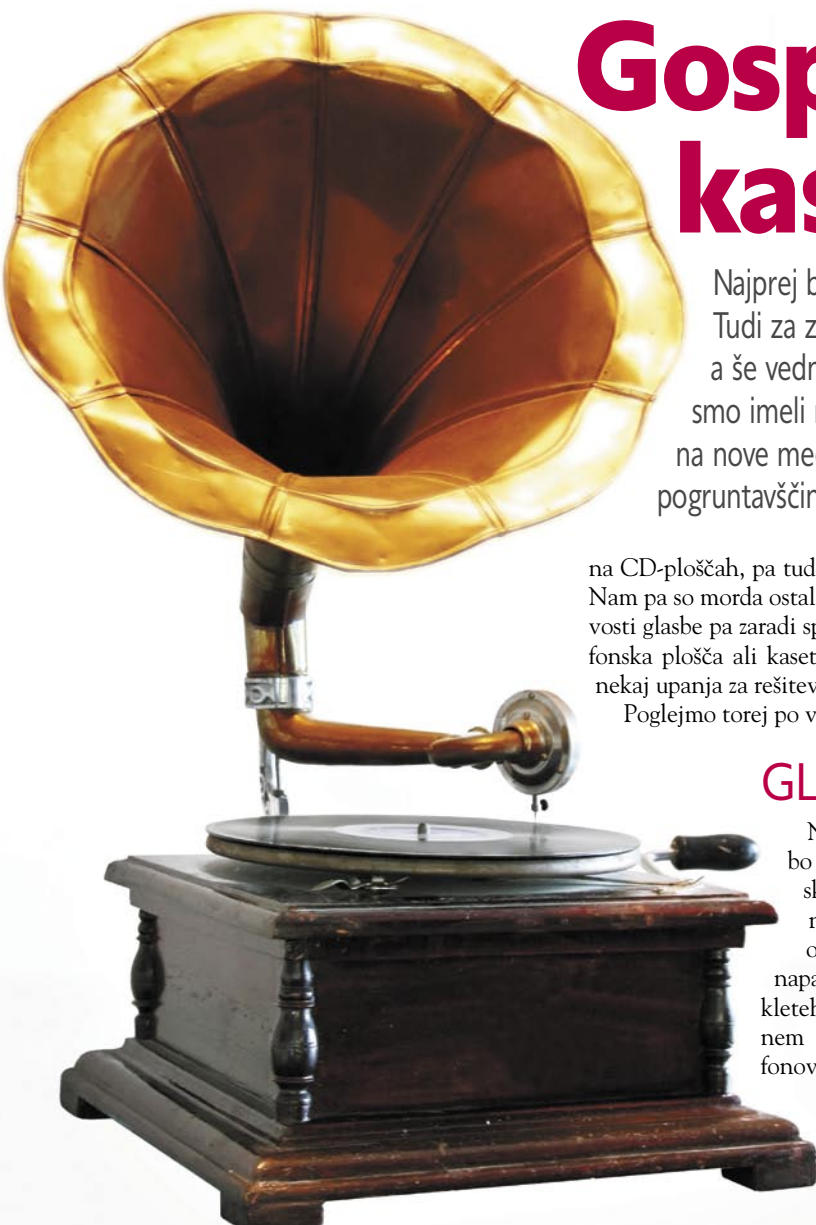 Gosp
kas
Najprej b
Tudi za z
a še vedn
smo imeli
na nove me
pogruntavščin
na CD-ploščah, pa tud
Nam pa so morda ostal
vosti glasbe pa zaradi sp
fonska plošča ali kaset
nekaj upanja za rešitev
Poglejmo torej po v
GL
N
bo
sk
n
o
napa
kleteh
nem
fonov